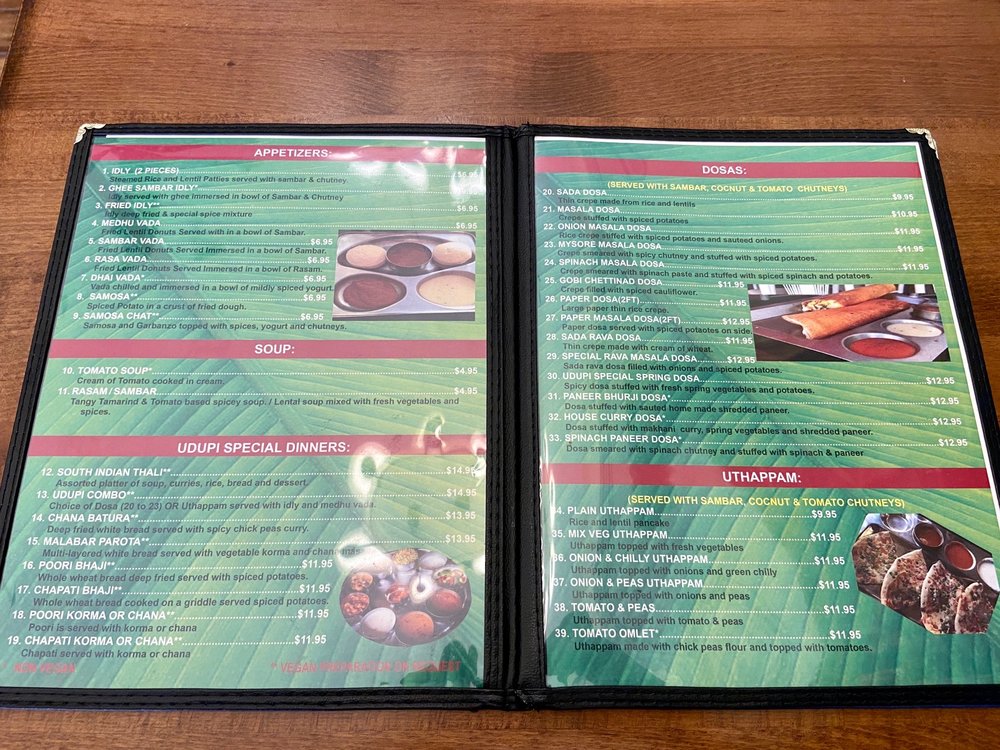 APPETIZERS:
1. IDLY (2 PIECES)...$6.95
Steamed Rice and Lentil Patties served with sambar & chutney.
2. GHEE SAMBAR IDLY*
Idly served with ghee immersed in bowl of Sambar & Chutney
3. FRIED IDLY**...$6.95
Idly deep fried & special spice mixture
4. MEDHU VADA...$6.95
Fried Lentil Donuts Served with in a bowl of Sambar.
5. SAMBAR VADA...$6.95
Fried Lentil Donuts Served Immersed in a bowl of Sambar.
6. RASA VADA...$6.95
Fried Lentil Donuts Served Immersed in a bowl of Rasam.
7. DHAI VADA*...$6.95
Vada chilled and immersed in a bowl of mildly spiced yogurt.
8. SAMOSA**...$6.95
Spiced Potato in a crust of fried dough.
9. SAMOSA CHAT**...$6.95
Samosa and Garbanzo topped with spices, yogurt and chutneys.
SOUP:
10. TOMATO SOUP*...$4.95
Cream of Tomato cooked in cream.
11. RASAM / SAMBAR...$4.95
Tangy Tamarind & Tomato based spicey soup. / Lental soup mixed with fresh vegetables and
spices.
UDUPI SPECIAL DINNERS:
12. SOUTH INDIAN THALI**...$14.95
Assorted platter of soup, curries, rice, bread and dessert.
13. UDUPI COMBO**...$14.95
Choice of Dosa (20 to 23) OR Uthappam served with idly and medhu vada.
14. CHANA BATURA**...$13.95
Deep fried white bread served with spicy chick peas curry.
15. MALABAR PAROTA**...$13.95
Multi-layered white bread served with vegetable korma and chana mas
16. POORI BHAJI**...$11.95
Whole wheat bread deep fried served with spiced potatoes.
17. CHAPATI BHAJI**...$11.95
Whole wheat bread cooked on a griddle served spiced potatoes.
18. POORI KORMA OR CHANA**...$11.95
Poori is served with korma or chana
19. CHAPATI KORMA OR CHANA**...$11.95
Chapati served with korma or chana
* NON VEGAN ** VEGAN PREPARATION ON REQUEST
DOSAS:
(SERVED WITH SAMBAR, COCNUT & TOMATO CHUTNEYS)
20. SADA DOSA...$9.95
Thin crepe made from rice and lentils
21. MASALA DOSA...$10.95
Crepe stuffed with spiced potatoes
22. ONION MASALA DOSA...$11.95
Rice crepe stuffed with spiced potatoes and sauteed onions.
23. MYSORE MASALA DOSA...$11.95
Crepe smeared with spicy chutney and stuffed with spiced potatoes.
24. SPINACH MASALA DOSA...$11.95
Crepe smeared with spinach paste and stuffed with spiced spinach and potatoes.
25. GOBI CHETTINAD DOSA...$11.95
Crepe filled with spiced cauliflower.
26. PAPER DOSA(2FT)...$11.95
Large paper thin rice crepe.
27. PAPER MASALA DOSA(2FT)...$12.95
Paper dosa served with spiced potaotes on side.
28. SADA RAVA DOSA...$11.95
Thin crepe made with cream of wheat.
29. SPECIAL RAVA MASALA DOSA...$12.95
Sada rava dosa filled with onions and spiced potatoes.
30. UDUPI SPECIAL SPRING DOSA...$12.95
Spicy dosa stuffed with fresh spring vegetables and potatoes.
31. PANEER BHURJI DOSA*...$12.95
Dosa stuffed with sauted home made shredded paneer.
32. HOUSE CURRY DOSA*...$12.95
Dosa stuffed with makhani curry, spring vegetables and shredded paneer.
33. SPINACH PANEER DOSA*...$12.95
Dosa smeared with spinach chutney and stuffed with spinach & paneer
UTHAPPAM:
(SERVED WITH SAMBAR, COCNUT & TOMATO CHUTNEYS)
34. PLAIN UTHAPPAM...$9.95
Rice and lentil pancake
35. MIX VEG UTHAPPAM...$11.95
Uthappam topped with fresh vegetables
36. ONION & CHILLY UTHAPPAM...$11.95
Uthappam topped with onions and green chilly
37. ONION & PEAS UTHAPPAM...$11.95
Uthappam topped with onions and peas
38. TOMATO & PEAS...$11.95
Uthappam topped with tomato & peas
39. TOMATO OMLET*...$11.95
Uthappam made with chick peas flour and topped with tomatoes.